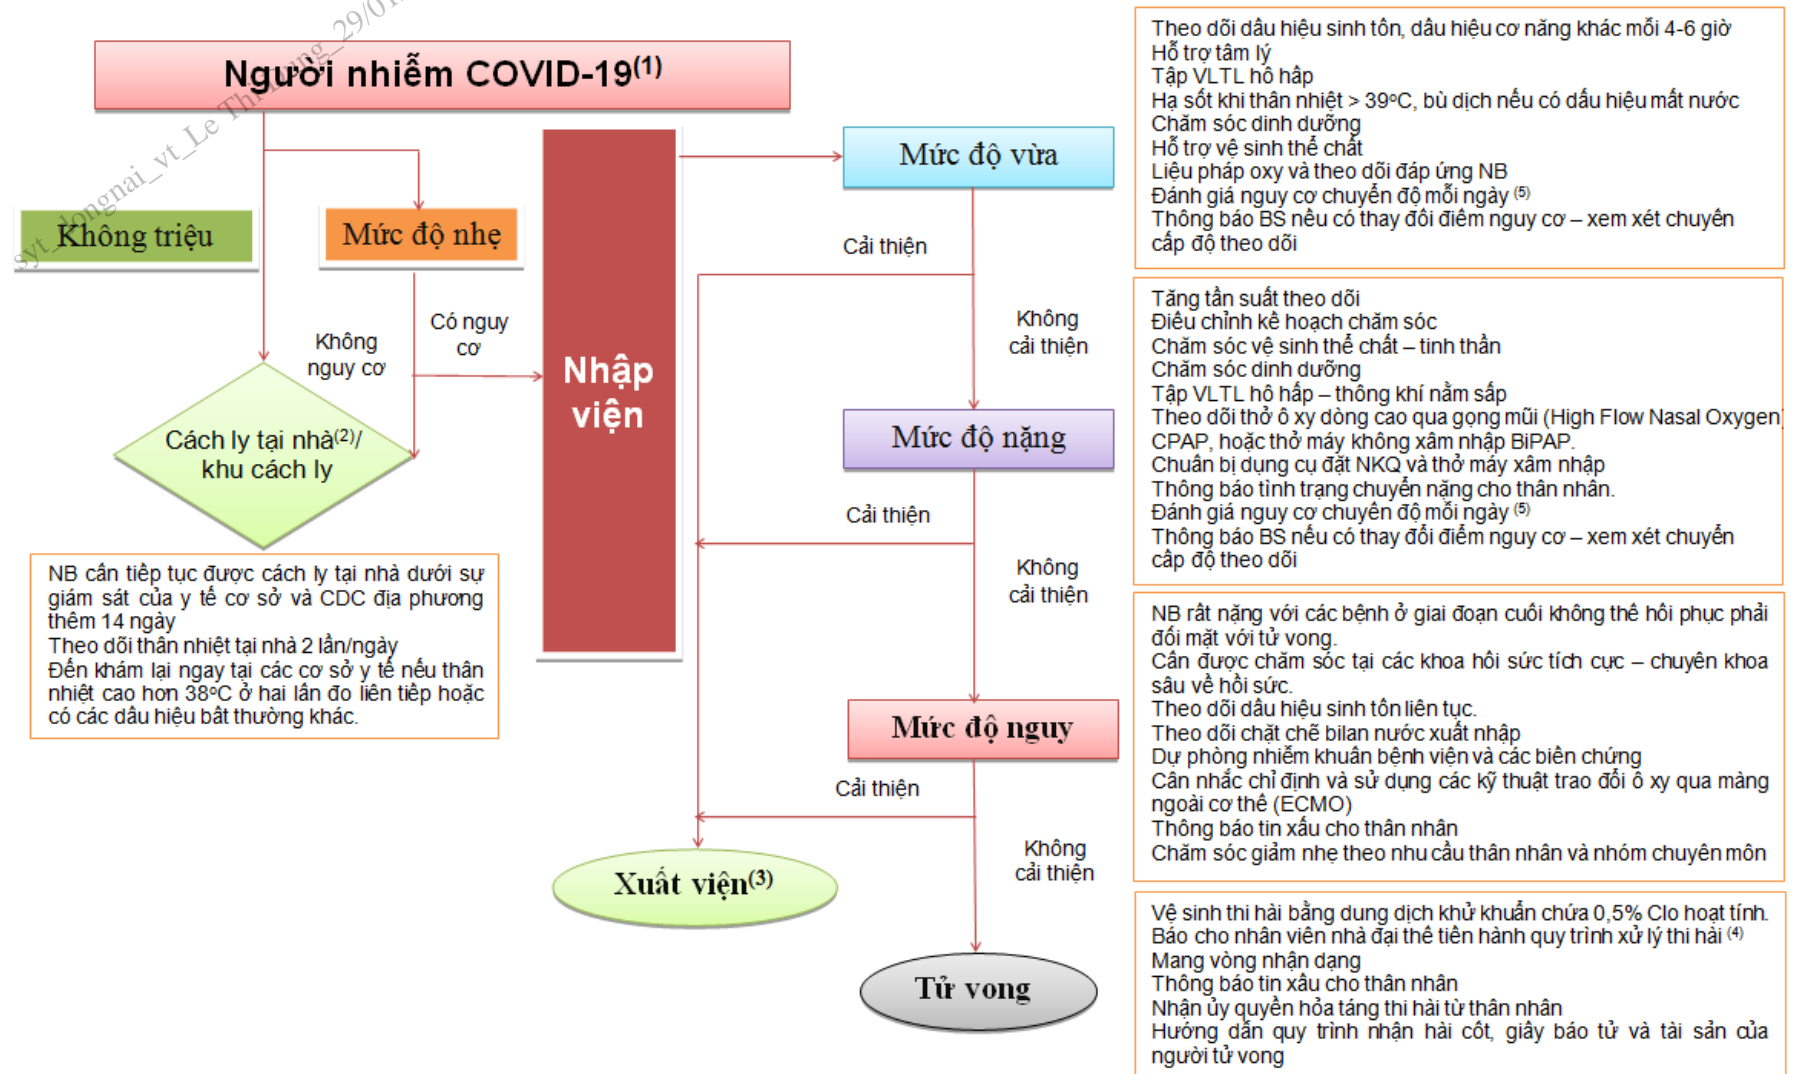 Người nhiễm COVID-19(1)
Không triệu
Mức độ nhẹ
Không
nguy cơ
Có nguy
cơ
Cách ly tại nhà(2)/
khu cách ly
NB cần tiếp tục được cách ly tại nhà dưới sự
giám sát của y tế cơ sở và CDC địa phương
thêm 14 ngày
Theo dõi thân nhiệt tại nhà 2 lần/ngày
Đến khám lại ngay tại các cơ sở y tế nếu thân
nhiệt cao hơn 38oC ở hai lần đo liên tiếp hoặc
có các dấu hiệu bất thường khác.
Nhập
viện
Mức độ vừa
Cải thiện
Không
cải thiện
Mức độ nặng
Cải thiện
Không
cải thiện
Mức độ nguy
Cải thiện
Không
cải thiện
Xuất viện(3)
Tử vong
Theo dõi dấu hiệu sinh tồn, dấu hiệu cơ năng khác mỗi 4-6 giờ
Hỗ trợ tâm lý
Tập VLTL hô hấp
Hạ sốt khi thân nhiệt > 39oC, bù dịch nếu có dấu hiệu mất nước
Chăm sóc dinh dưỡng
Hỗ trợ vệ sinh thể chất
Liệu pháp oxy và theo dõi đáp ứng NB
Đánh giá nguy cơ chuyển độ mỗi ngày (5)
Thông báo BS nếu có thay đổi điểm nguy cơ – xem xét chuyển
cấp độ theo dõi
Tăng tần suất theo dõi
Điều chỉnh kế hoạch chăm sóc
Chăm sóc vệ sinh thể chất – tinh thần
Chăm sóc dinh dưỡng
Tập VLTL hô hấp – thông khí nằm sấp
Theo dõi thở ô xy dòng cao qua gọng mũi (High Flow Nasal Oxygen)
CPAP, hoặc thở máy không xâm nhập BiPAP.
Chuẩn bị dụng cụ đặt NKQ và thở máy xâm nhập
Thông báo tình trạng chuyển nặng cho thân nhân.
Đánh giá nguy cơ chuyển độ mỗi ngày (5)
Thông báo BS nếu có thay đổi điểm nguy cơ – xem xét chuyển
cấp độ theo dõi
NB rất nặng với các bệnh ở giai đoạn cuối không thể hồi phục phải
đối mặt với tử vong.
Cần được chăm sóc tại các khoa hồi sức tích cực – chuyên khoa
sâu về hồi sức.
Theo dõi dấu hiệu sinh tồn liên tục.
Theo dõi chặt chẽ bilan nước xuất nhập
Dự phòng nhiễm khuẩn bệnh viện và các biến chứng
Cân nhắc chỉ định và sử dụng các kỹ thuật trao đổi ô xy qua màng
ngoài cơ thể (ECMO)
Thông báo tin xấu cho thân nhân
Chăm sóc giảm nhẹ theo nhu cầu thân nhân và nhóm chuyên môn
Vệ sinh thi hài bằng dung dịch khử khuẩn chứa 0,5% Clo hoạt tính.
Báo cho nhân viên nhà đại thể tiến hành quy trình xử lý thi hài (4)
Mang vòng nhận dạng
Thông báo tin xấu cho thân nhân
Nhận ủy quyền hỏa táng thi hài từ thân nhân
Hướng dẫn quy trình nhận hài cốt, giấy báo tử và tài sản của
người tử vong